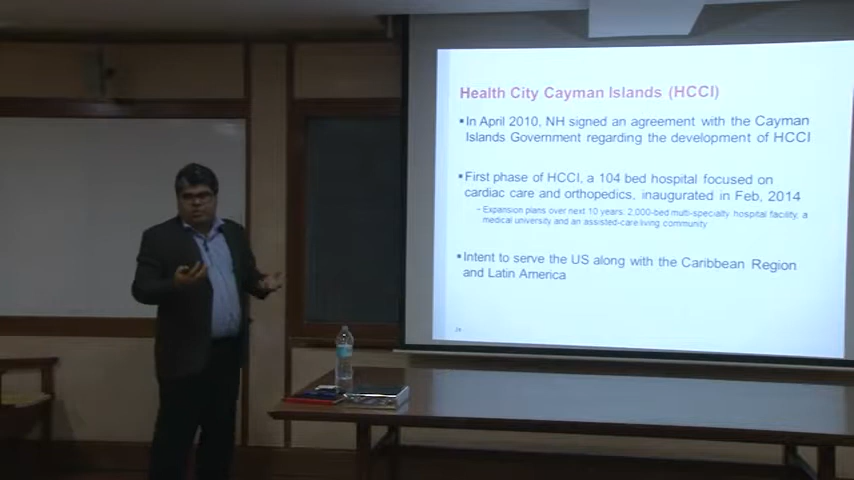 Health City Cayman Islands (HCCI)
▪In April 2010, NH signed an agreement with the Cayman
Islands Government regarding the development of HCCI
▪First phase of HCCI, a 104 bed hospital focused on
cardiac care and orthopedics, inaugurated in Feb, 2014
– Expansion plans over next 10 years: 2,000-bed multi-specialty hospital facility, a
medical university and an assisted-care living community
▪Intent to serve the US along with the Caribbean Region
and Latin America